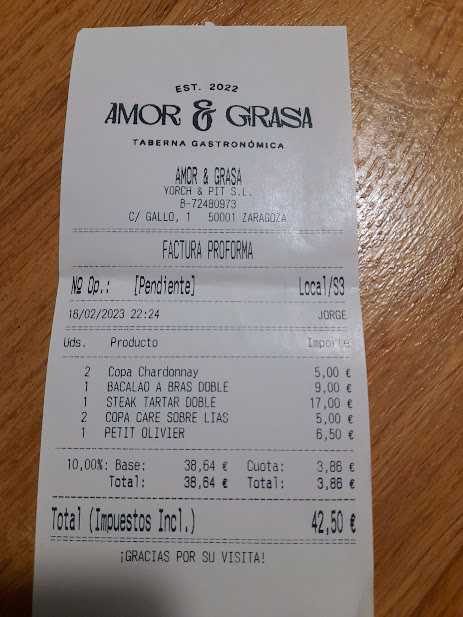 EST. 2022
AMOR & GRASA
TABERNA GASTRONÓMICA
AMOR & GRASA
YORCH & PIT S.L.
B-72480973
C/ GALLO, 1 50001 ZARAGOZA
FACTURA PROFORMA
Nº Op.: [Pendiente] Local/S3
16/02/2023 22:24 JORGE
Uds. Producto Importe
2 Copa Chardonnay 5,00 €
1 BACALAO A BRAS DOBLE 9,00 €
1 STEAK TARTAR DOBLE 17,00 €
2 COPA CARE SOBRE LIAS 5,00 €
1 PETIT OLIVIER 6,50 €
10,00%: Base: 38,64 € Cuota: 3,86 €
Total: 38,64 € Total: 3,86 €
Total (Impuestos Incl.) 42,50 €
¡GRACIAS POR SU VISITA!